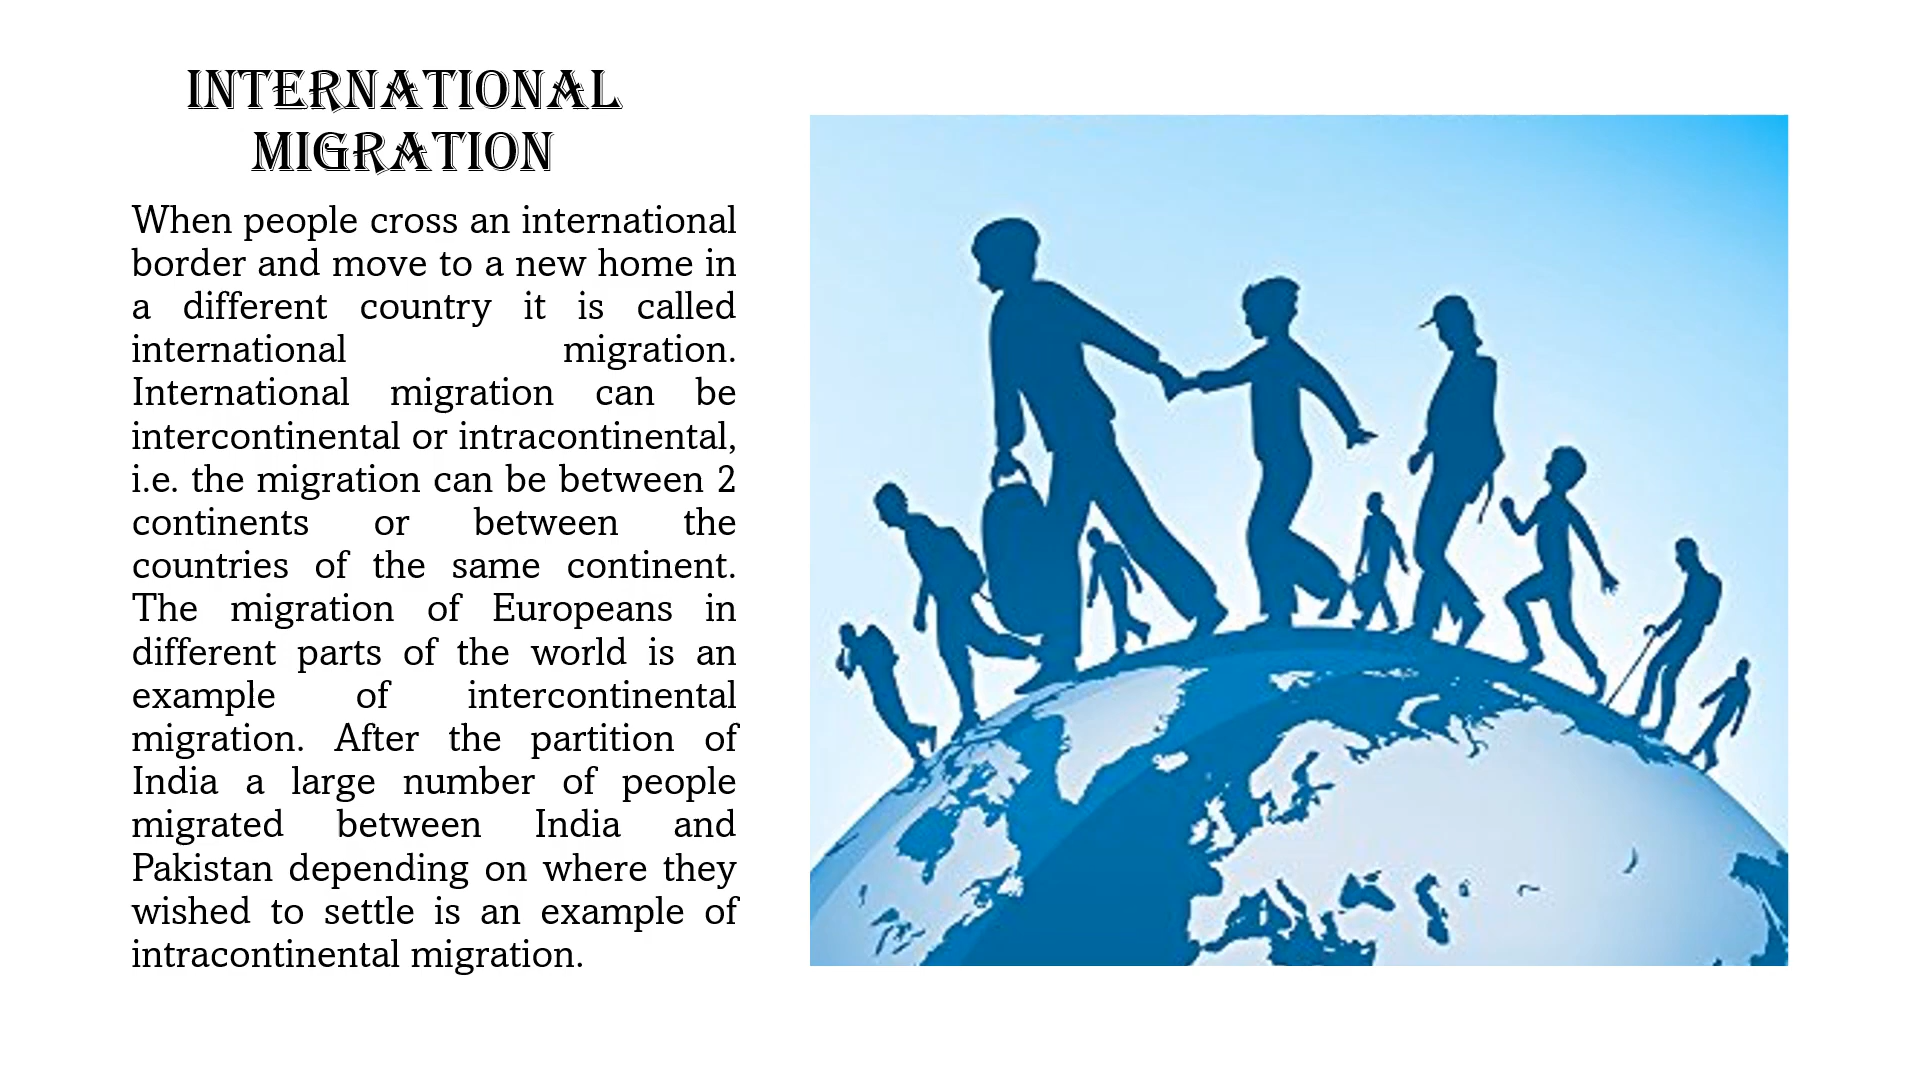 INTERNATIONAL
MIGRATION
When people cross an international
border and move to a new home in
a different country it is called
international migration.
International migration can be
intercontinental or intracontinental,
i.e. the migration can be between 2
continents or between the
countries of the same continent.
The migration of Europeans in
different parts of the world is an
example of intercontinental
migration. After the partition of
India a large number of people
migrated between India and
Pakistan depending on where they
wished to settle is an example of
intracontinental migration.